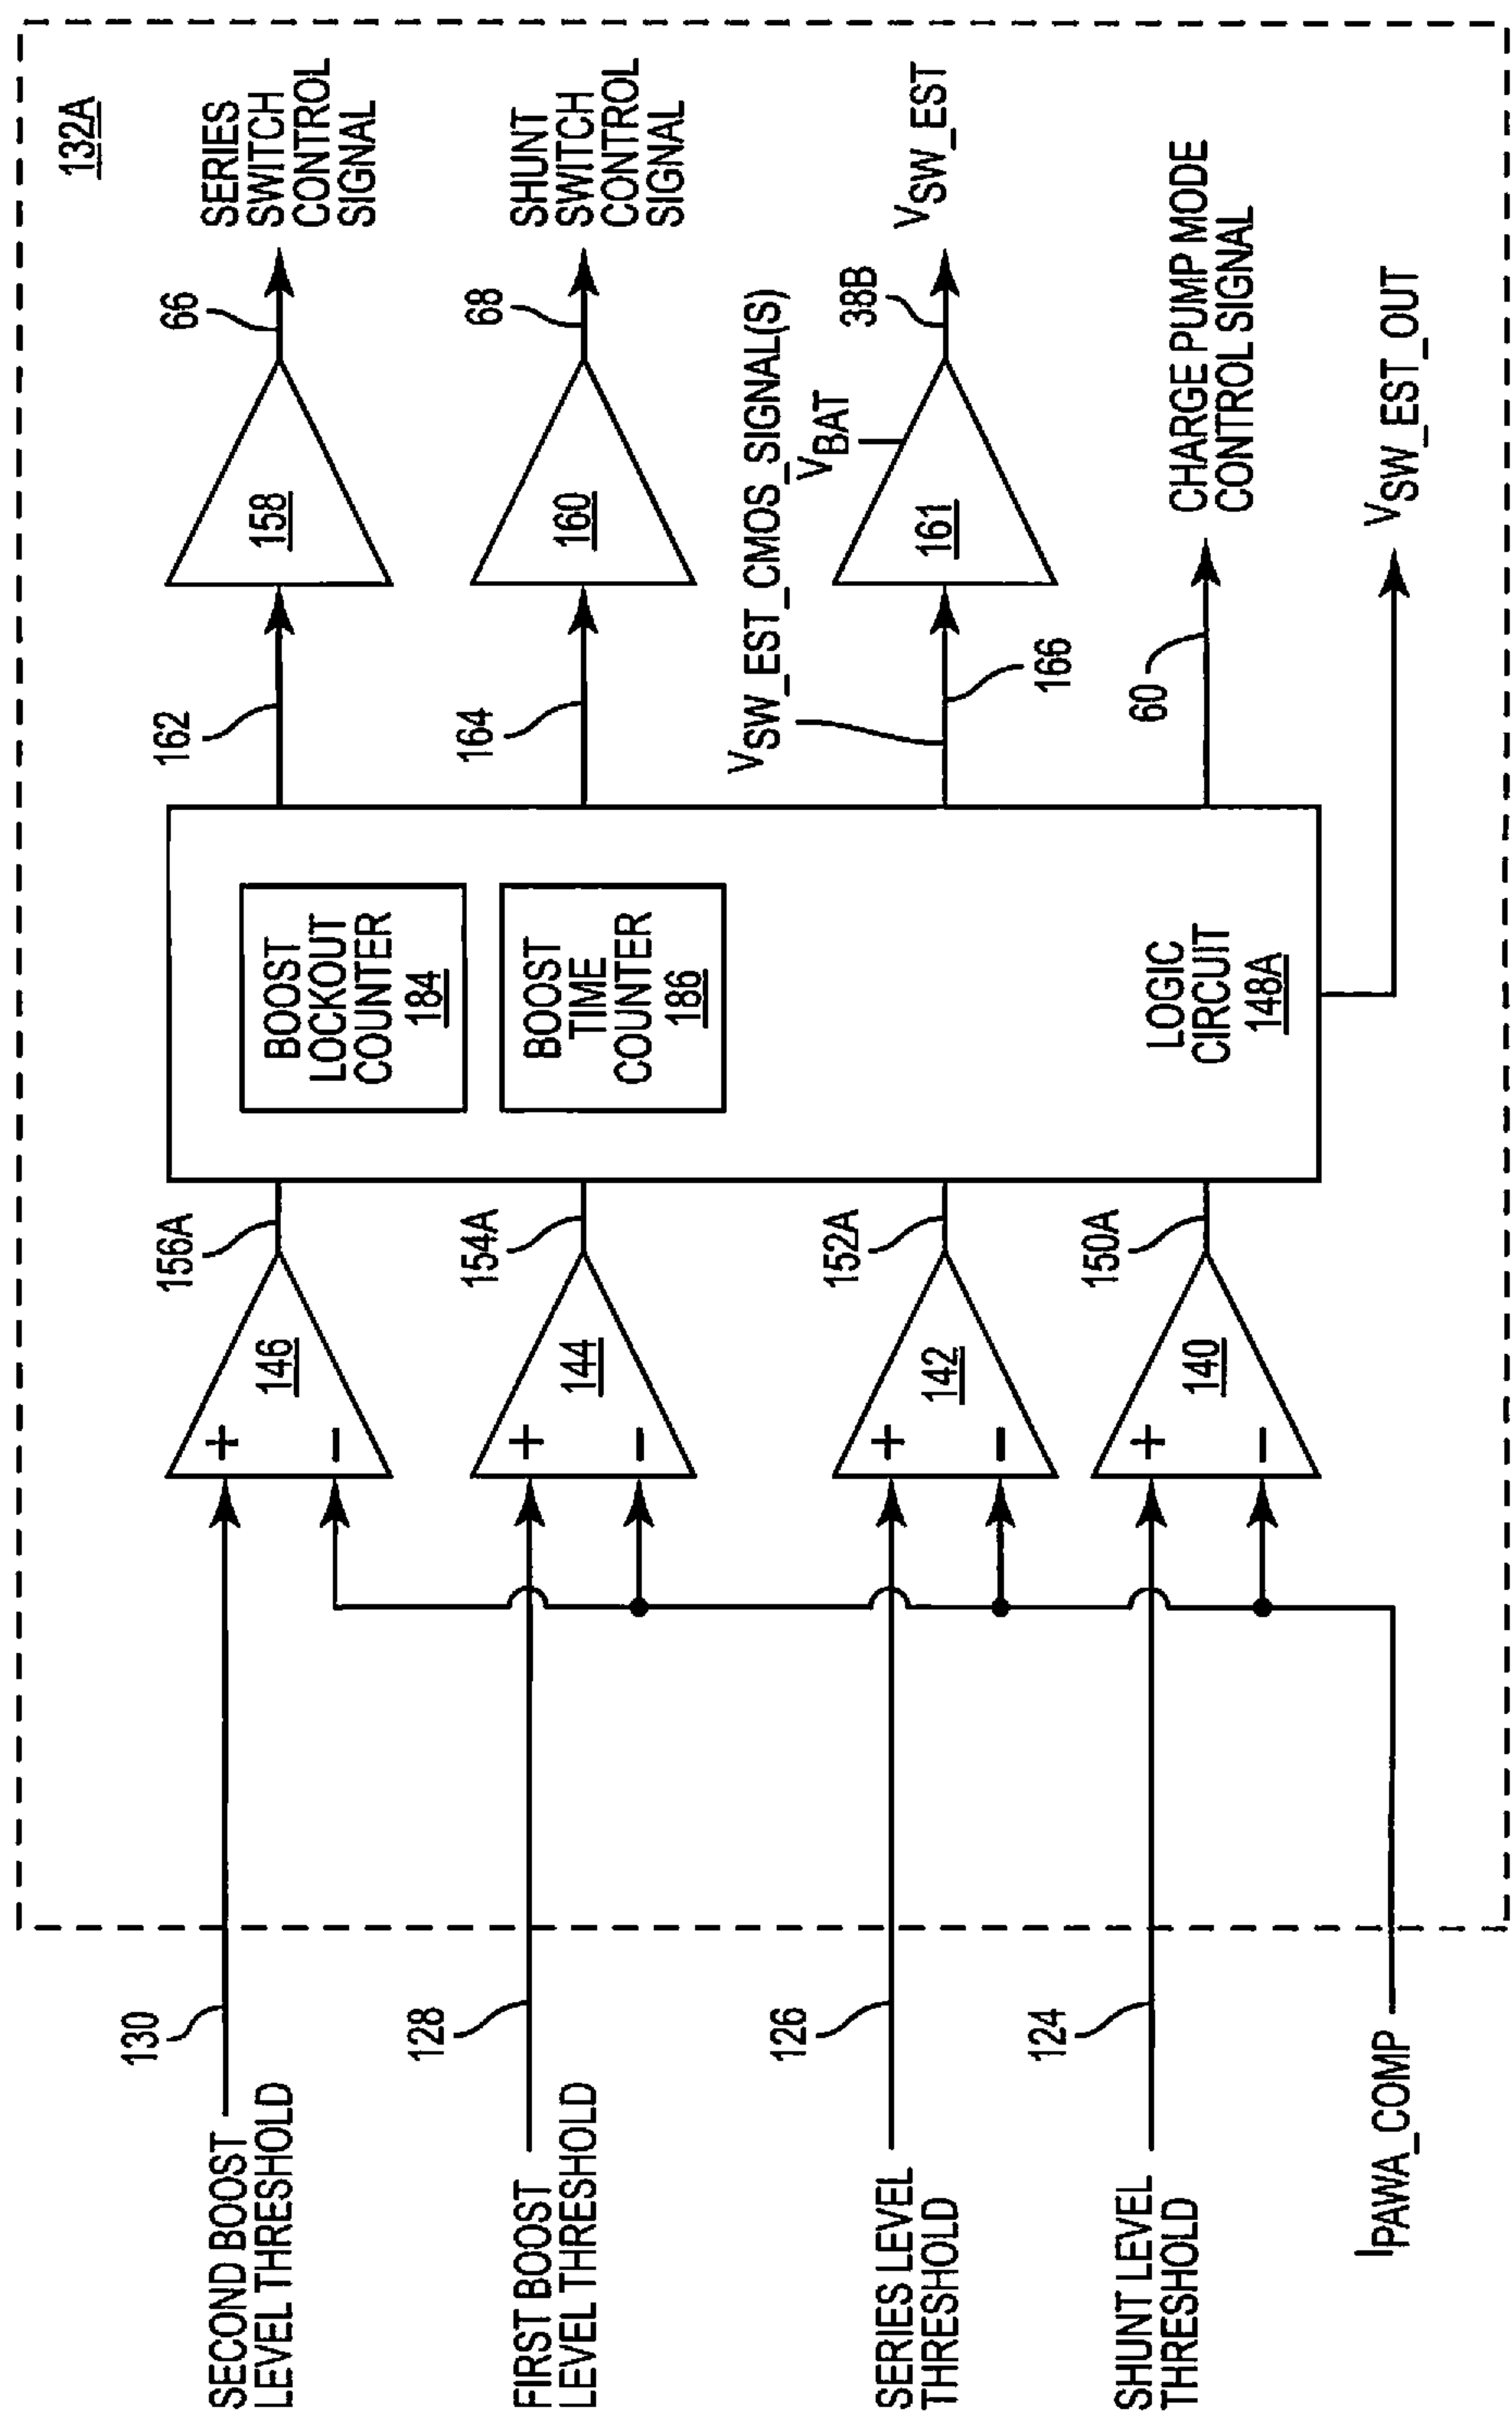 132A
SECOND BOOST
LEVEL THRESHOLD
130
+
−
146
156A
BOOST
LOCKOUT
COUNTER
184
162
158
66
SERIES
SWITCH
CONTROL
SIGNAL
FIRST BOOST
LEVEL THRESHOLD
128
+
−
144
154A
BOOST
TIME
COUNTER
186
164
160
68
SHUNT
SWITCH
CONTROL
SIGNAL
SERIES LEVEL
THRESHOLD
126
+
−
142
152A
VSW_EST_CMOS_SIGNAL(S)
166
VBAT
161
38B
VSW_EST
SHUNT LEVEL
THRESHOLD
124
+
−
140
150A
LOGIC
CIRCUIT
148A
60
CHARGE PUMP MODE
CONTROL SIGNAL
IPAWA_COMP
VSW_EST_OUT